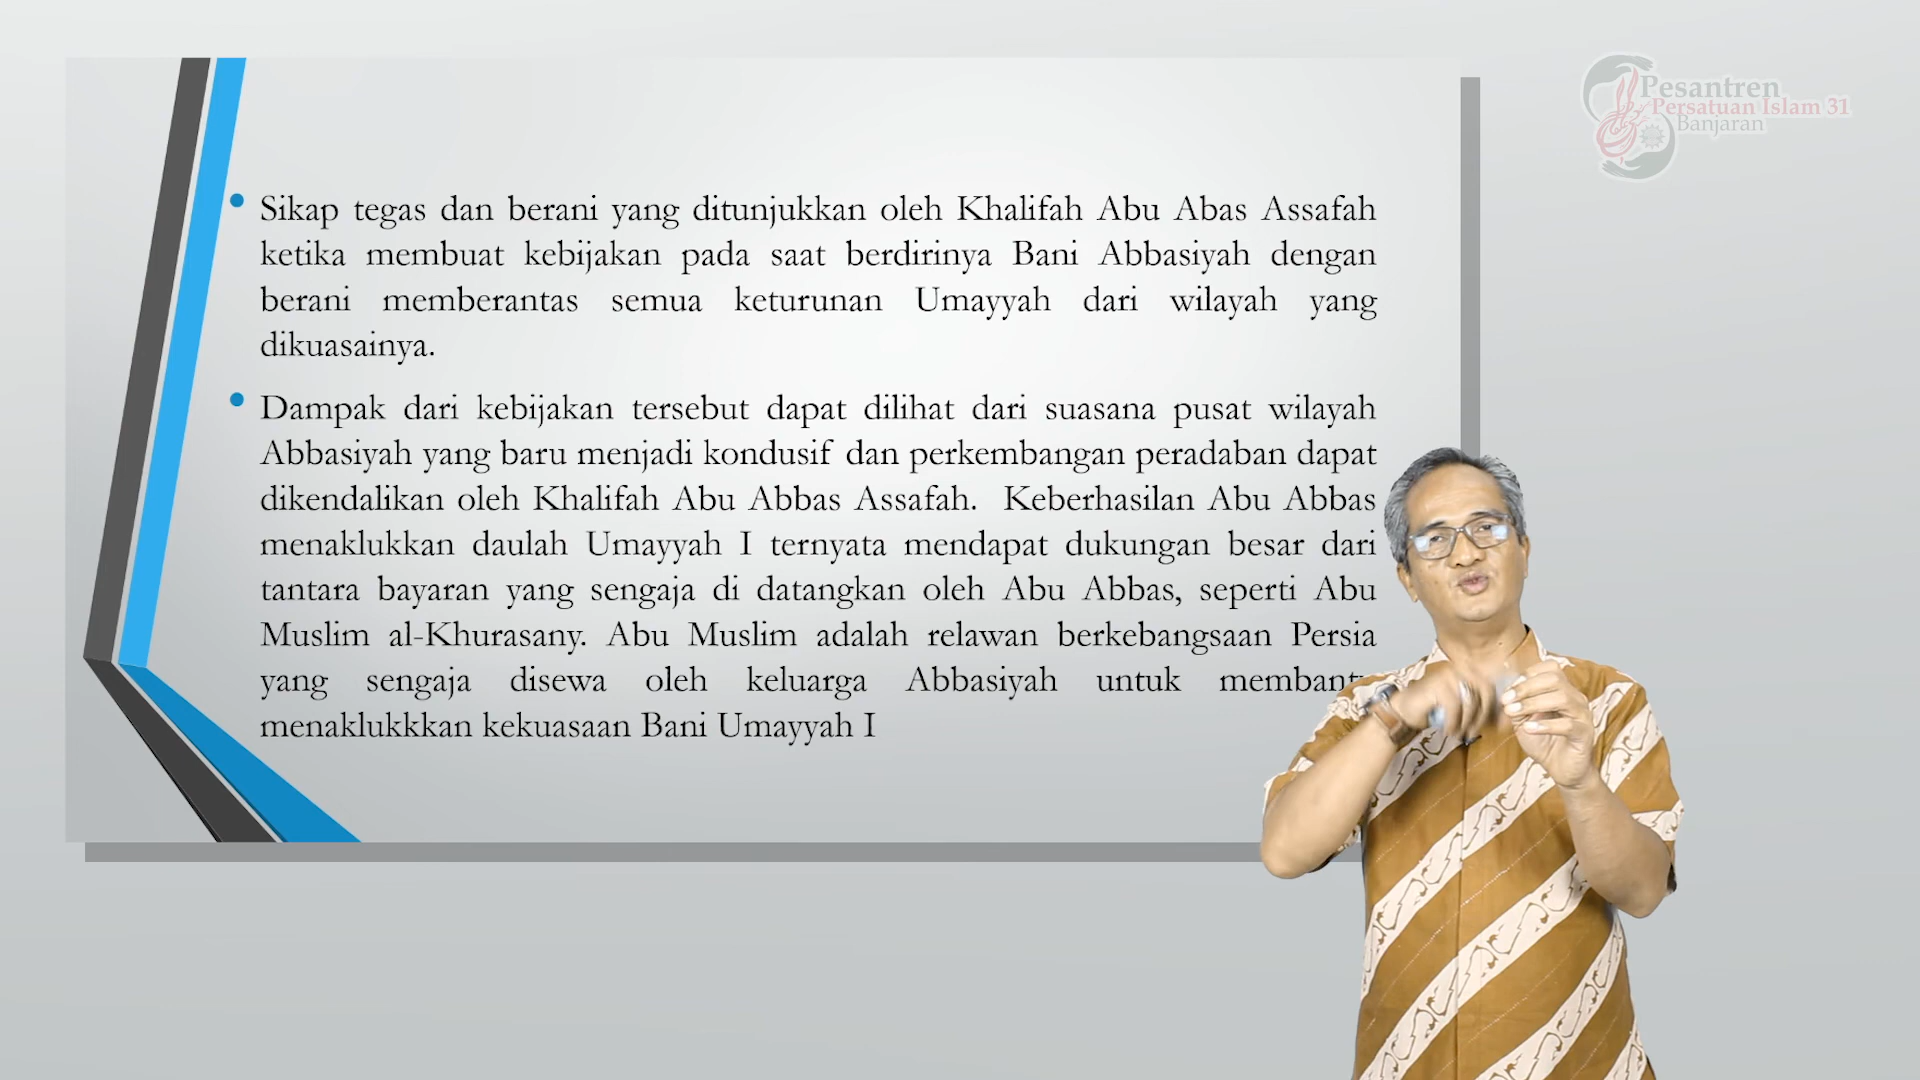 Pesantren
Persatuan Islam 31
Banjaran
Sikap tegas dan berani yang ditunjukkan oleh Khalifah Abu Abas Assafah
ketika membuat kebijakan pada saat berdirinya Bani Abbasiyah dengan
berani memberantas semua keturunan Umayyah dari wilayah yang
dikuasainya.
Dampak dari kebijakan tersebut dapat dilihat dari suasana pusat wilayah
Abbasiyah yang baru menjadi kondusif dan perkembangan peradaban dapat
dikendalikan oleh Khalifah Abu Abbas Assafah. Keberhasilan Abu Abbas
menaklukkan daulah Umayyah I ternyata mendapat dukungan besar dari
tantara bayaran yang sengaja di datangkan oleh Abu Abbas, seperti Abu
Muslim al-Khurasany. Abu Muslim adalah relawan berkebangsaan Persia
yang sengaja disewa oleh keluarga Abbasiyah untuk
menaklukkkan kekuasaan Bani Umayyah I